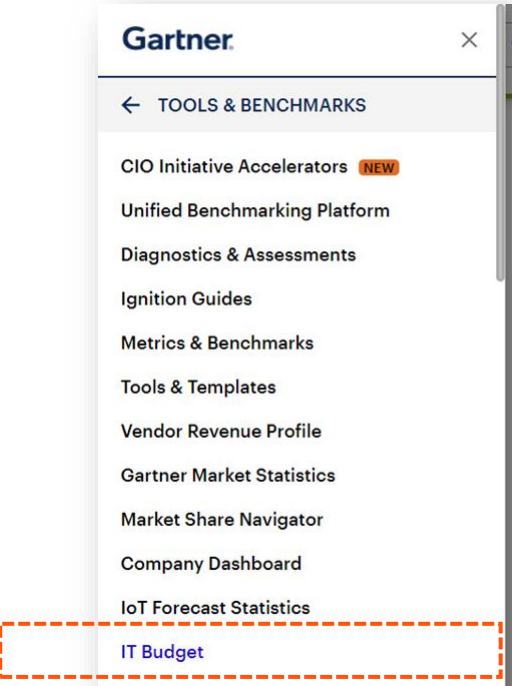 Gartner
TOOLS & BENCHMARKS
CIO Initiative Accelerators NEW
Unified Benchmarking Platform
Diagnostics & Assessments
Ignition Guides
Metrics & Benchmarks
Tools & Templates
Vendor Revenue Profile
Gartner Market Statistics
Market Share Navigator
Company Dashboard
IoT Forecast Statistics
IT Budget